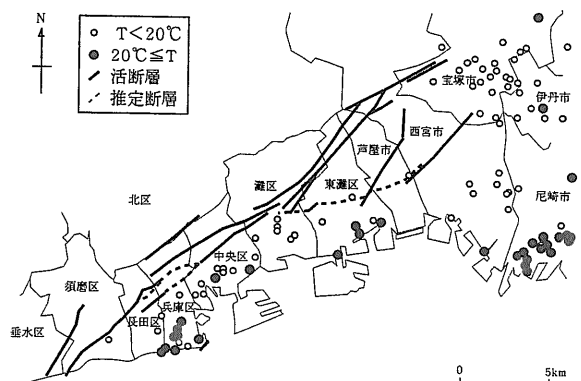 N
T<20℃
20℃≦T
活断層
推定断層
宝塚市
伊丹市
西宮市
芦屋市
灘区
東灘区
尼崎市
北区
中央区
須磨区
兵庫区
長田区
垂水区
0 5km